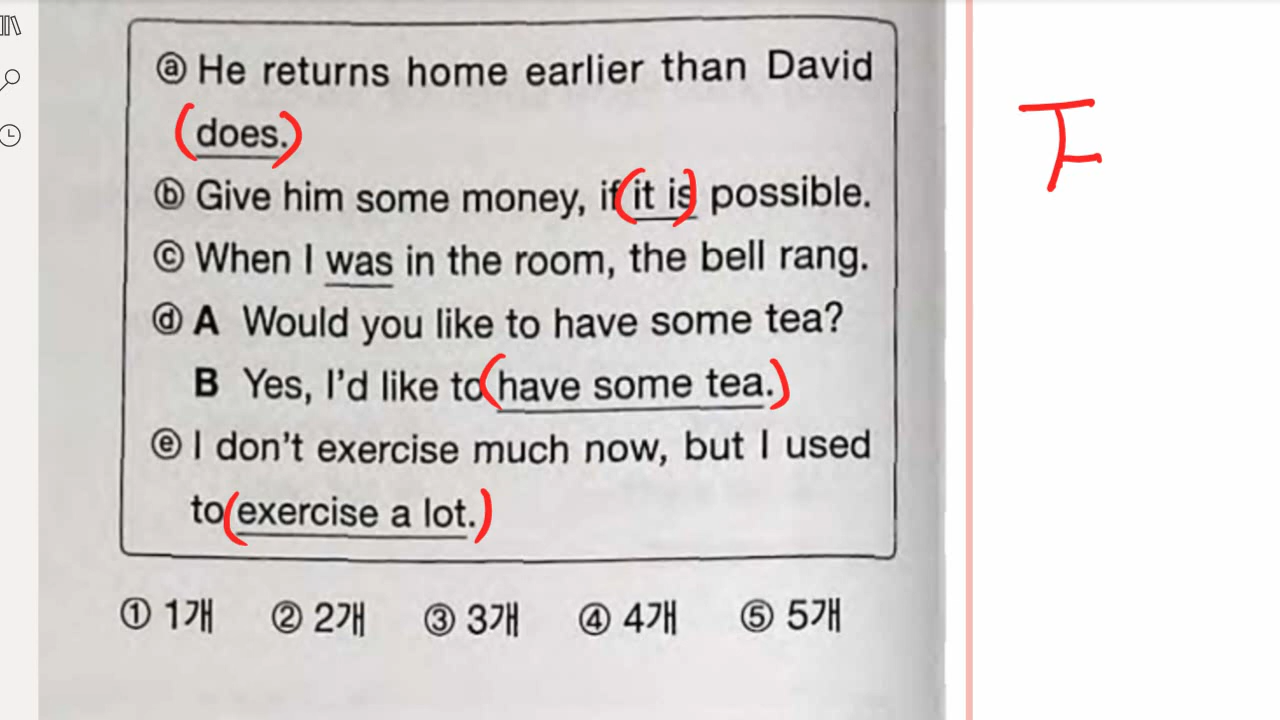 ⓐ He returns home earlier than David
(does.)
ⓑ Give him some money, if (it is) possible.
ⓒ When I was in the room, the bell rang.
ⓓ A Would you like to have some tea?
B Yes, I'd like to (have some tea.)
ⓔ I don't exercise much now, but I used
to (exercise a lot.)
① 1개 ② 2개 ③ 3개 ④ 4개 ⑤ 5개